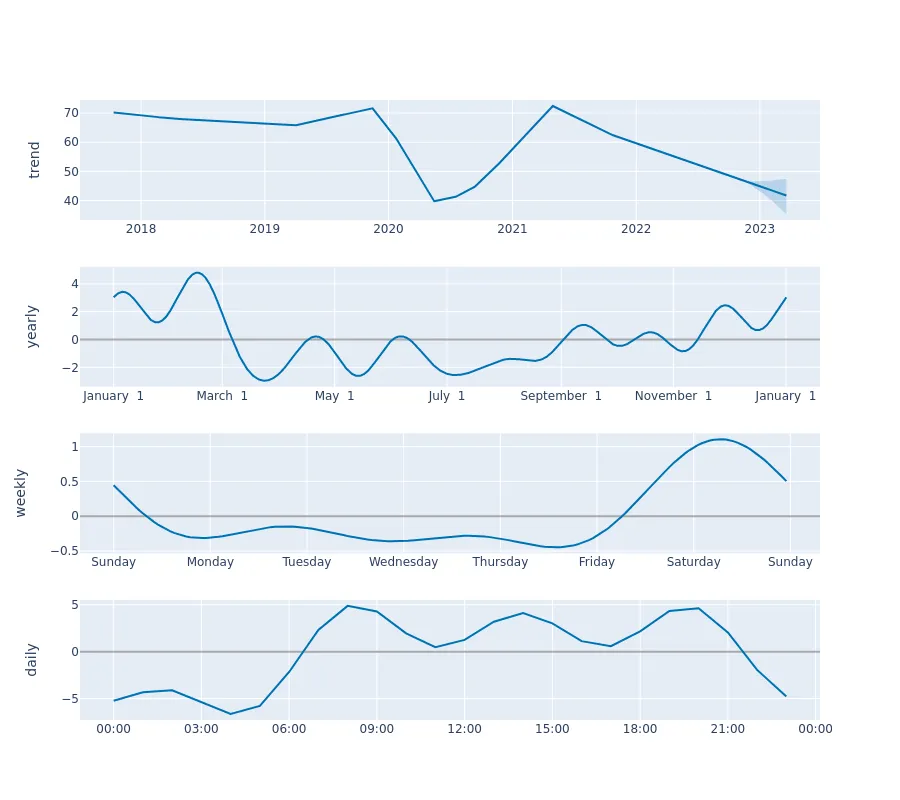 trend
70
60
50
40
2018 2019 2020 2021 2022 2023
yearly
4
2
0
−2
January 1 March 1 May 1 July 1 September 1 November 1 January 1
weekly
1
0.5
0
−0.5
Sunday Monday Tuesday Wednesday Thursday Friday Saturday Sunday
daily
5
0
−5
00:00 03:00 06:00 09:00 12:00 15:00 18:00 21:00 00:00